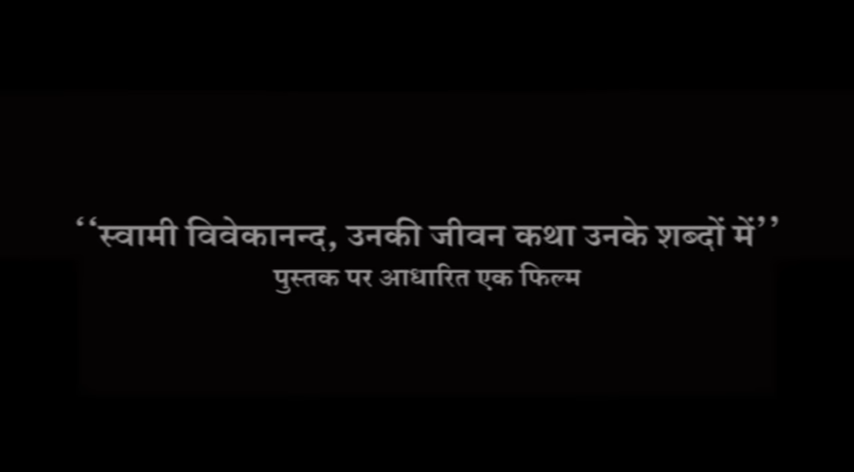 ‘‘स्वामी विवेकानन्द, उनकी जीवन कथा उनके शब्दों में’’
पुस्तक पर आधारित एक फिल्म